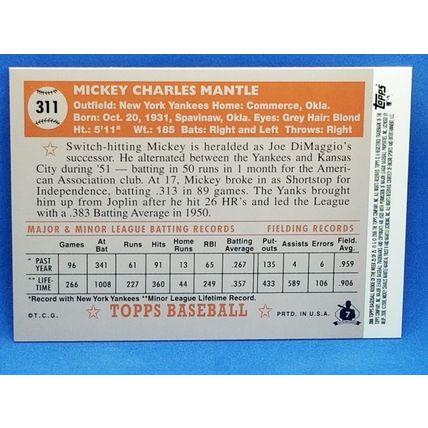 311
MICKEY CHARLES MANTLE
Outfield: New York Yankees Home: Commerce, Okla.
Born: Oct. 20, 1931, Spavinaw, Okla. Eyes: Grey Hair: Blond
Ht.: 5'11" Wt.: 185 Bats: Right and Left Throws: Right
Switch-hitting Mickey is heralded as Joe DiMaggio's
successor. He alternated between the Yankees and Kansas
City during '51 — batting in 50 runs in 1 month for the Amer-
ican Association club. At 17, Mickey broke in as Shortstop for
Independence, batting .313 in 89 games. The Yanks brought
him up from Joplin after he hit 26 HR's and led the League
with a .383 Batting Average in 1950.
MAJOR & MINOR LEAGUE BATTING RECORDS FIELDING RECORDS
Games At Bat Runs Hits Home Runs RBI Batting Average Put-outs Assists Errors Field. Avg.
* PAST YEAR 96 341 61 91 13 65 .267 135 4 6 .959
** LIFE-TIME 266 1008 227 360 44 249 .357 433 589 106 .906
*Record with New York Yankees **Minor League Lifetime Record.
©T.C.G. TOPPS BASEBALL PRTD. IN U.S.A.
7
Topps